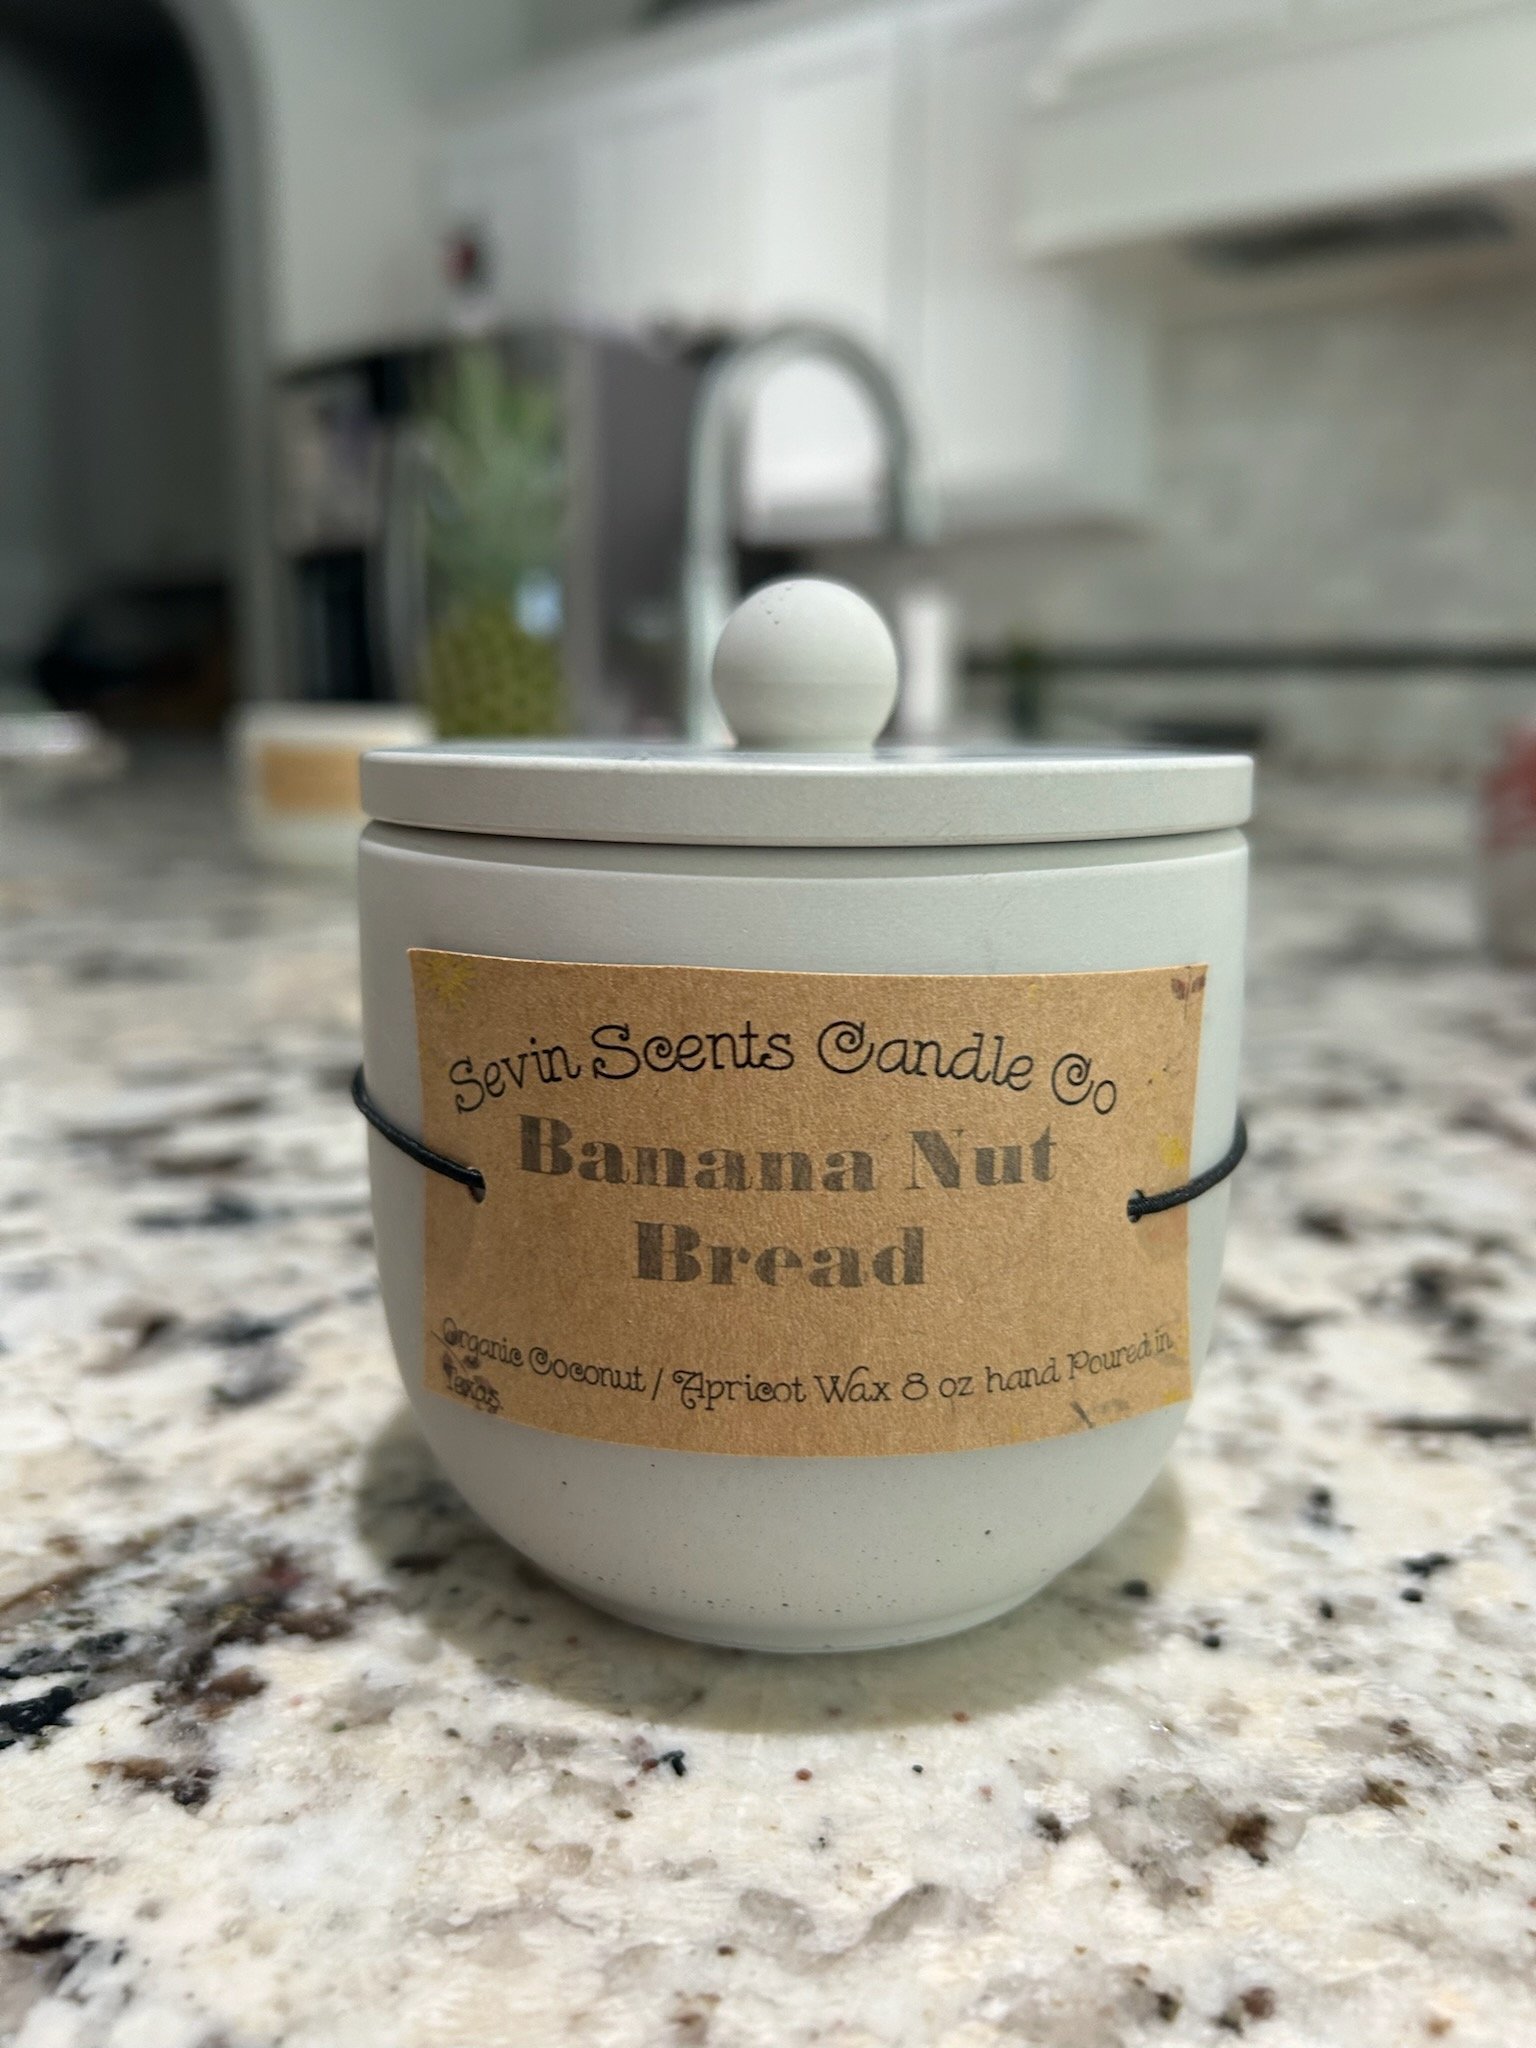 Sevin Scents Candle Co
Banana Nut
Bread
Organic Coconut / Apricot Wax 8 oz hand Poured in
Texas